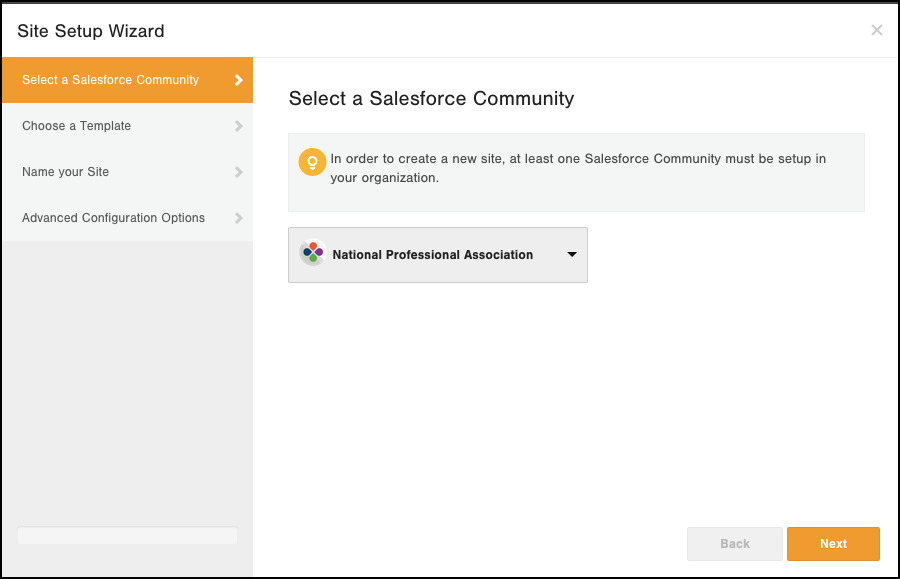 Site Setup Wizard
Select a Salesforce Community
Choose a Template
Name your Site
Advanced Configuration Options
Select a Salesforce Community
In order to create a new site, at least one Salesforce Community must be setup in
your organization.
National Professional Association
Back
Next